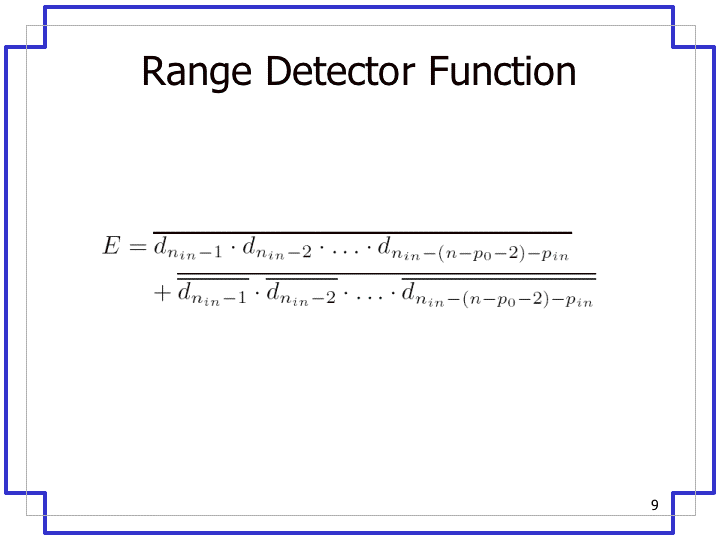 Range Detector Function
$E = \overline{d_{n_{in}-1} \cdot d_{n_{in}-2} \cdot \ldots \cdot d_{n_{in}-(n-p_0-2)-p_{in}}}$
$+ \overline{\overline{d_{n_{in}-1}} \cdot \overline{d_{n_{in}-2}} \cdot \ldots \cdot \overline{d_{n_{in}-(n-p_0-2)-p_{in}}}}$
9